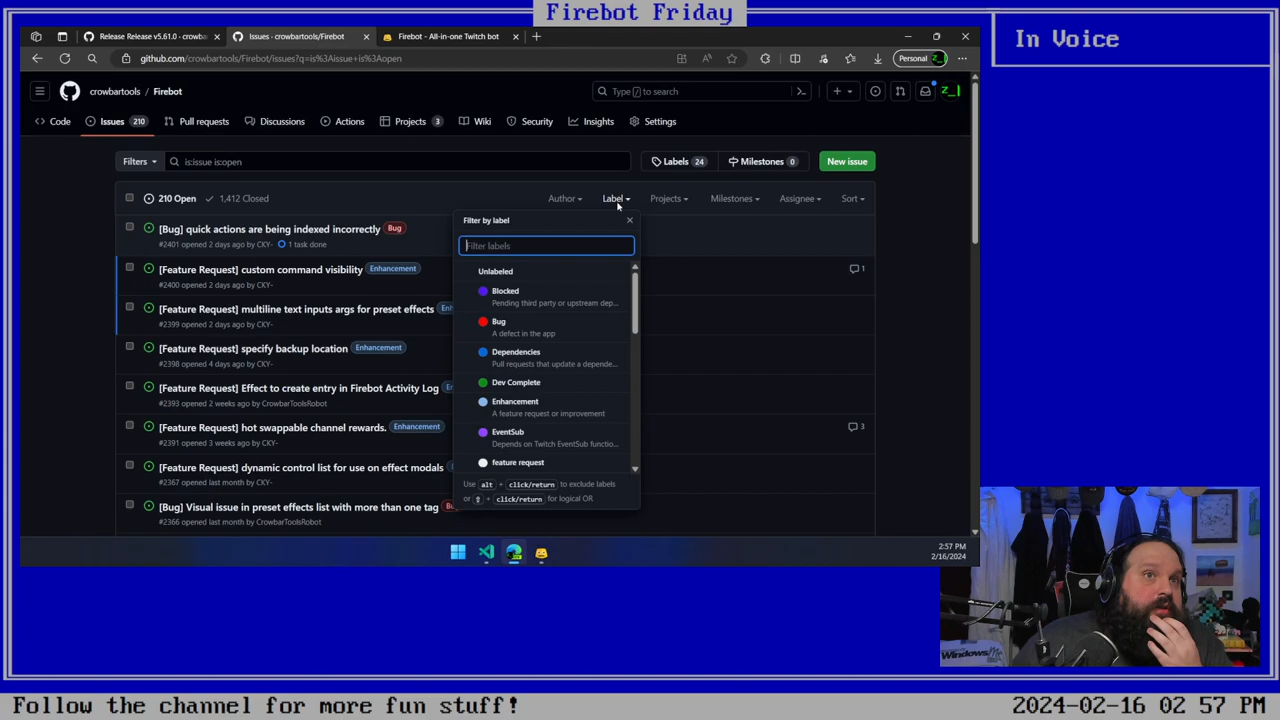 Firebot Friday
In Voice
Release Release v5.61.0 · crowba
Issues · crowbartools/Firebot
Firebot - All-in-one Twitch bot
github.com/crowbartools/Firebot/issues?q=is%3Aissue+is%3Aopen
Personal
crowbartools / Firebot
Type / to search
Code
Issues 210
Pull requests
Discussions
Actions
Projects 3
Wiki
Security
Insights
Settings
Filters
is:issue is:open
Labels 24
Milestones 0
New issue
210 Open
1,412 Closed
Author
Label
Projects
Milestones
Assignee
Sort
[Bug] quick actions are being indexed incorrectly Bug
#2401 opened 2 days ago by CKY- 1 task done
[Feature Request] custom command visibility Enhancement
#2400 opened 2 days ago by CKY-
1
[Feature Request] multiline text inputs args for preset effects
#2399 opened 2 days ago by CKY-
[Feature Request] specify backup location Enhancement
#2398 opened 4 days ago by CKY-
[Feature Request] Effect to create entry in Firebot Activity Log
#2393 opened 2 weeks ago by CrowbarToolsRobot
[Feature Request] hot swappable channel rewards. Enhancement
#2391 opened 3 weeks ago by CKY-
3
[Feature Request] dynamic control list for use on effect modals
#2367 opened last month by CKY-
[Bug] Visual issue in preset effects list with more than one tag
#2366 opened last month by CrowbarToolsRobot
Filter by label
Filter labels
Unlabeled
Blocked
Pending third party or upstream dep...
Bug
A defect in the app
Dependencies
Pull requests that update a depende...
Dev Complete
Enhancement
A feature request or improvement
EventSub
Depends on Twitch EventSub functio...
feature request
Use alt + click/return to exclude labels
or ⇧ + click/return for logical OR
2:57 PM
2/16/2024
Follow the channel for more fun stuff!
2024-02-16 02 57 PM